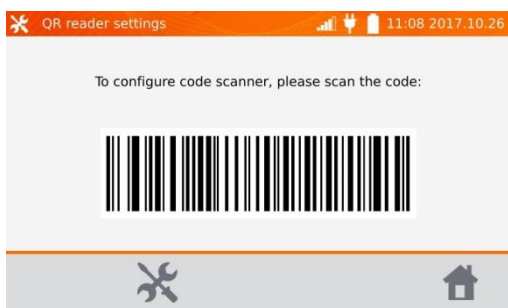 QR reader settings 11:08 2017.10.26
To configure code scanner, please scan the code: